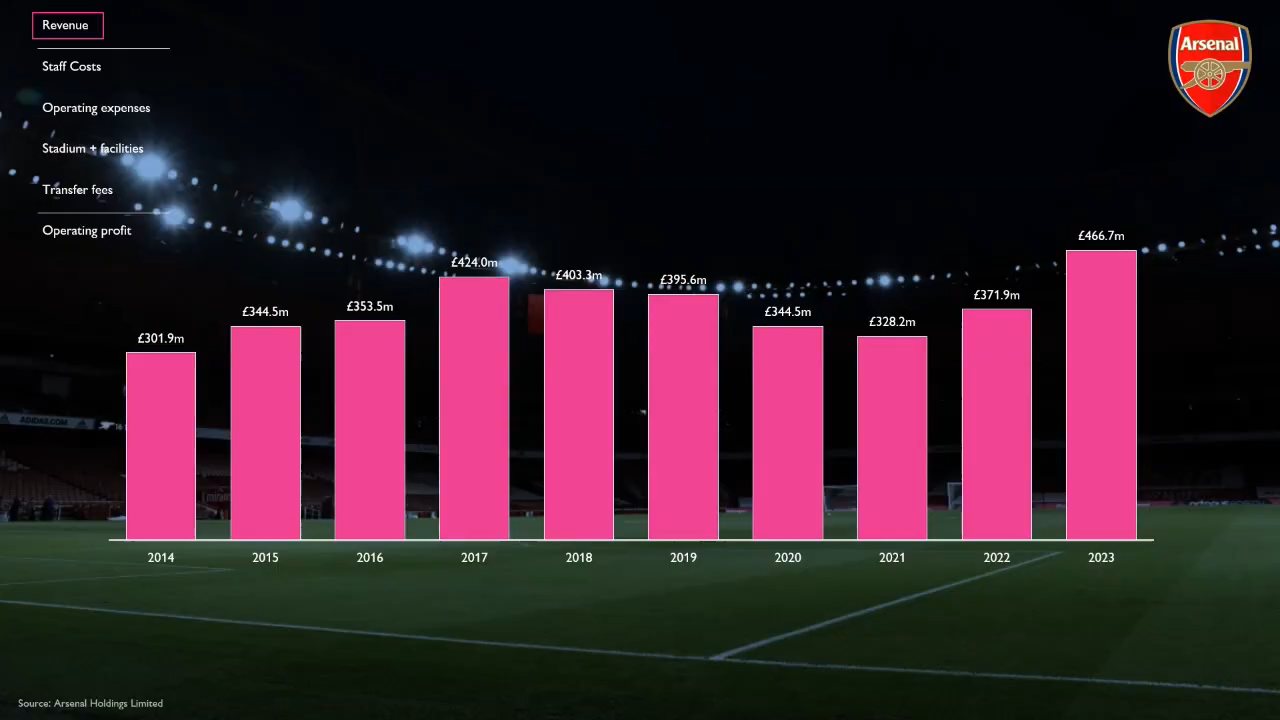 Revenue
Staff Costs
Operating expenses
Stadium + facilities
Transfer fees
Operating profit
Arsenal
£301.9m
£344.5m
£353.5m
£424.0m
£403.3m
£395.6m
£344.5m
£328.2m
£371.9m
£466.7m
ADIDAS.COM
2014
2015
2016
2017
2018
2019
2020
2021
2022
2023
Source: Arsenal Holdings Limited